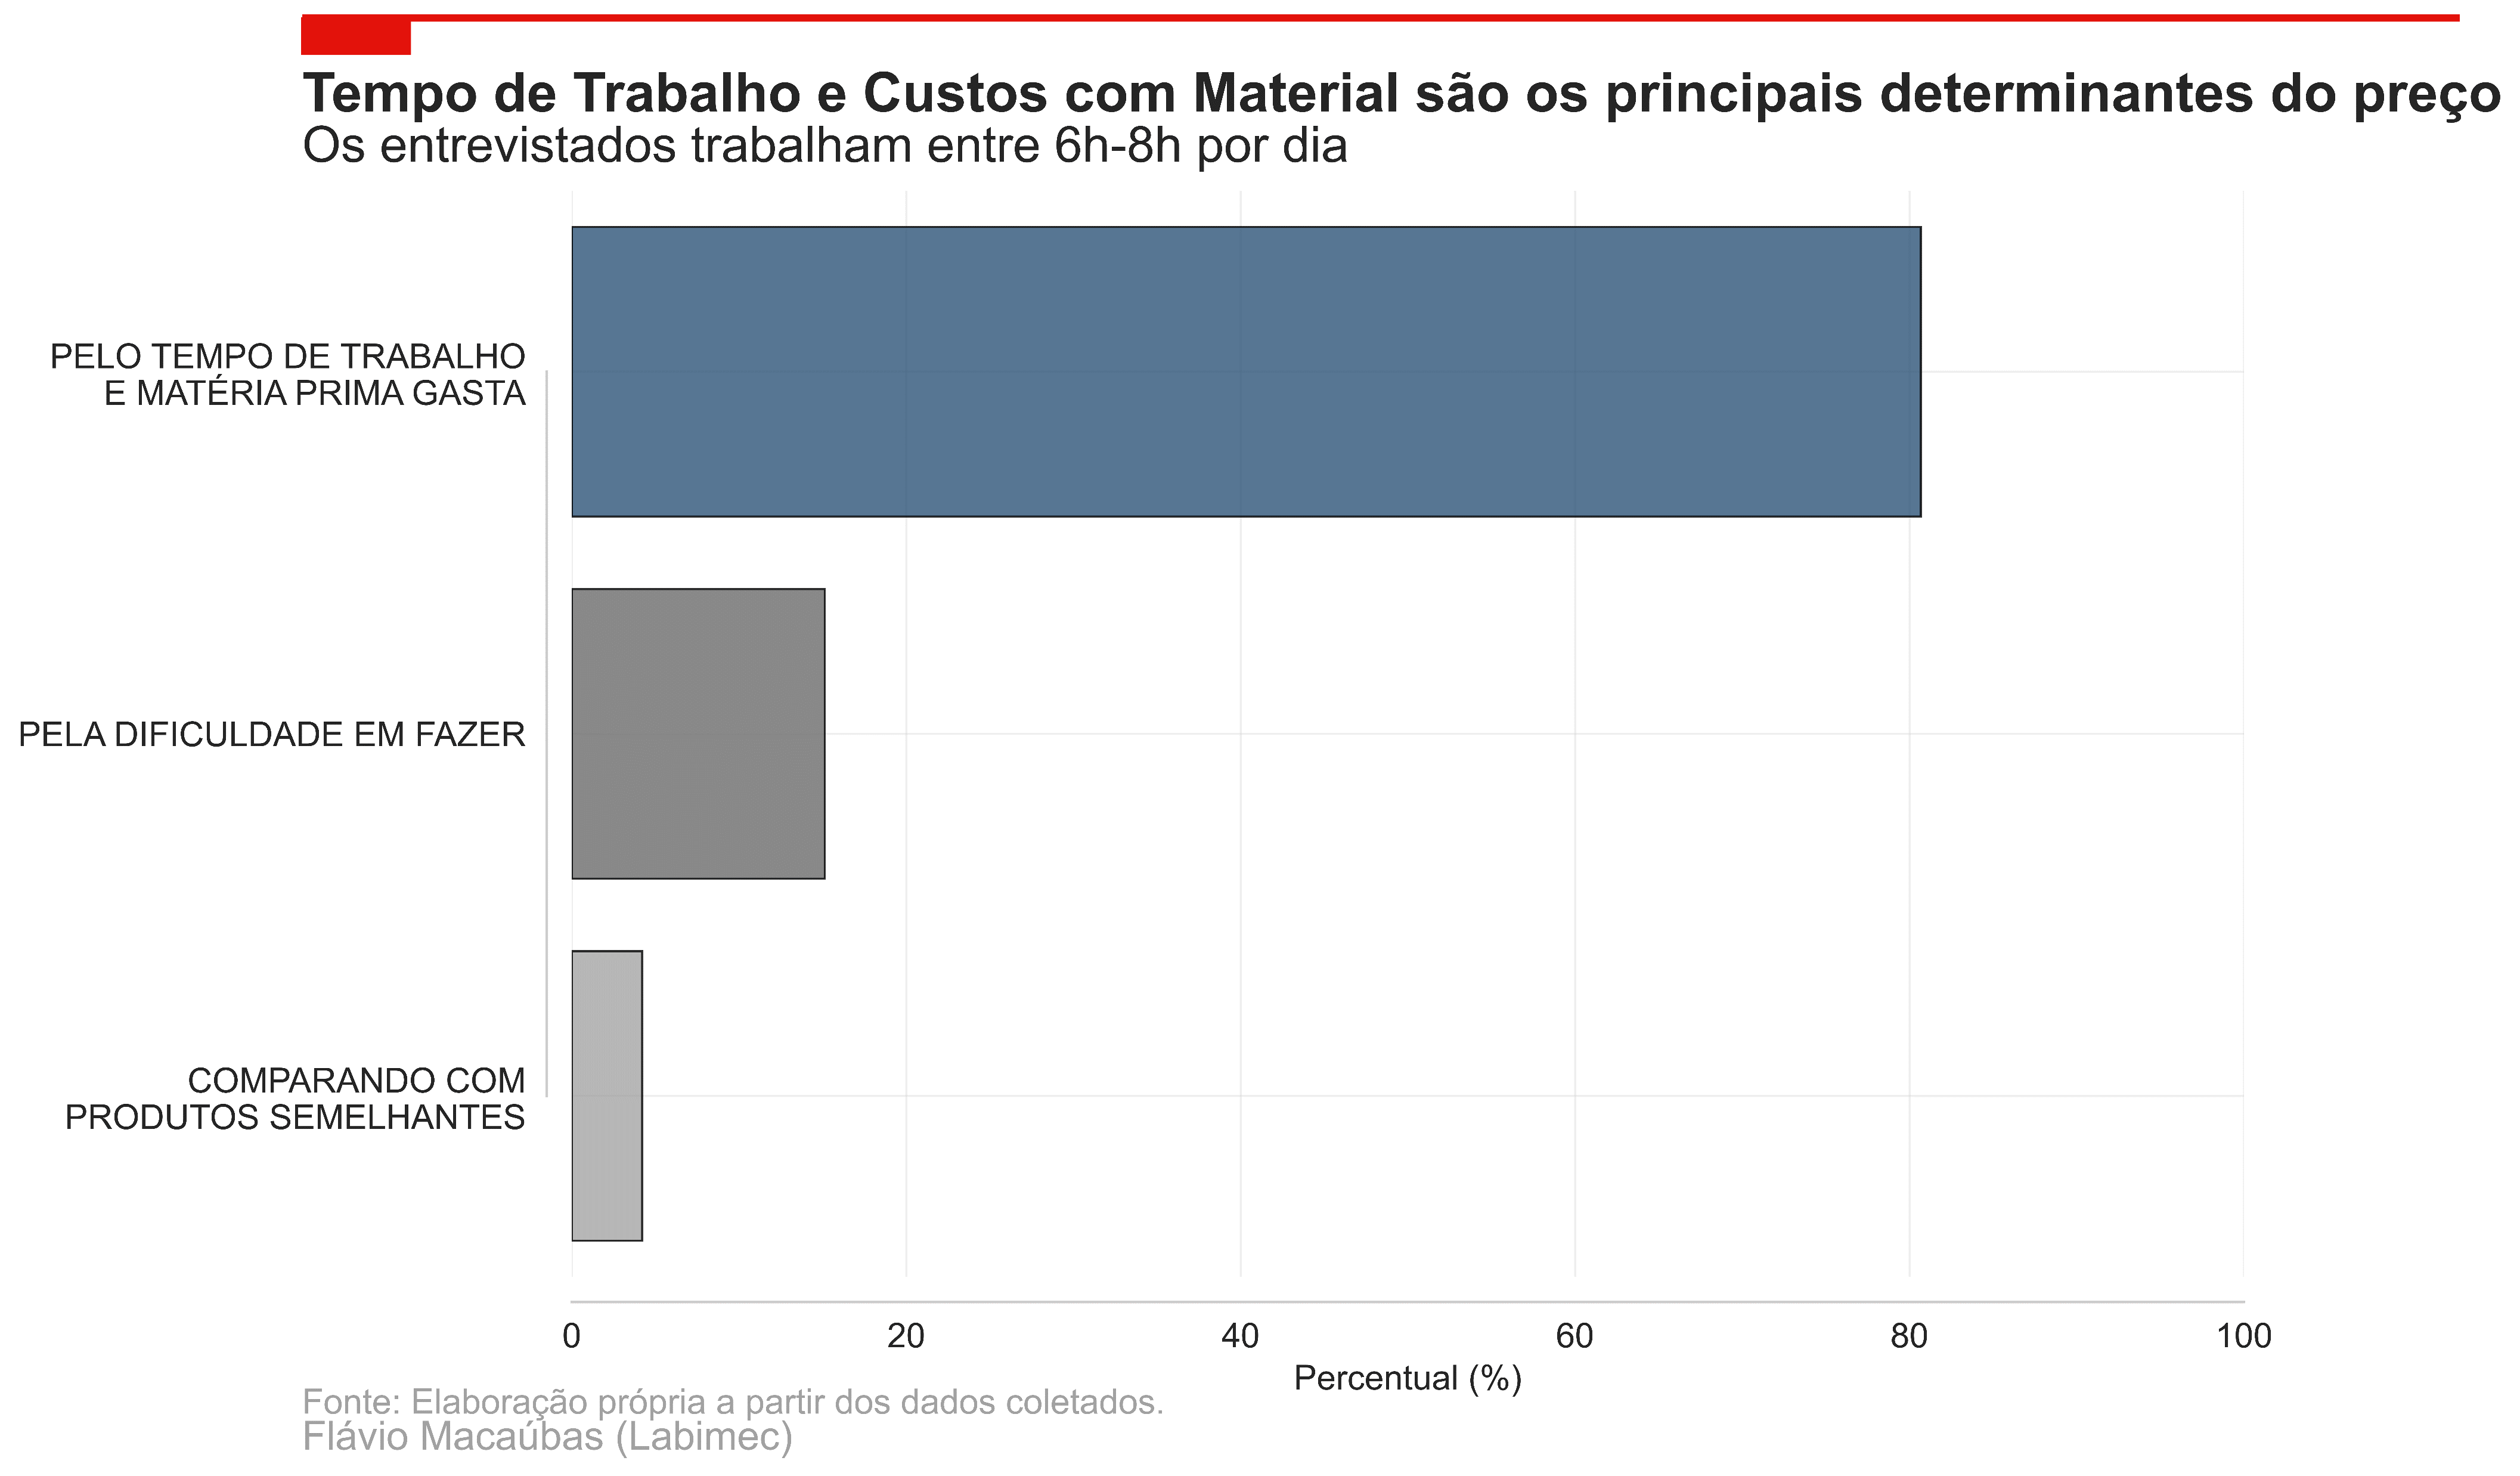 Tempo de Trabalho e Custos com Material são os principais determinantes do preço
Os entrevistados trabalham entre 6h-8h por dia
PELO TEMPO DE TRABALHO
E MATÉRIA PRIMA GASTA
PELA DIFICULDADE EM FAZER
COMPARANDO COM
PRODUTOS SEMELHANTES
0 20 40 60 80 100
Percentual (%)
Fonte: Elaboração própria a partir dos dados coletados.
Flávio Macaúbas (Labimec)